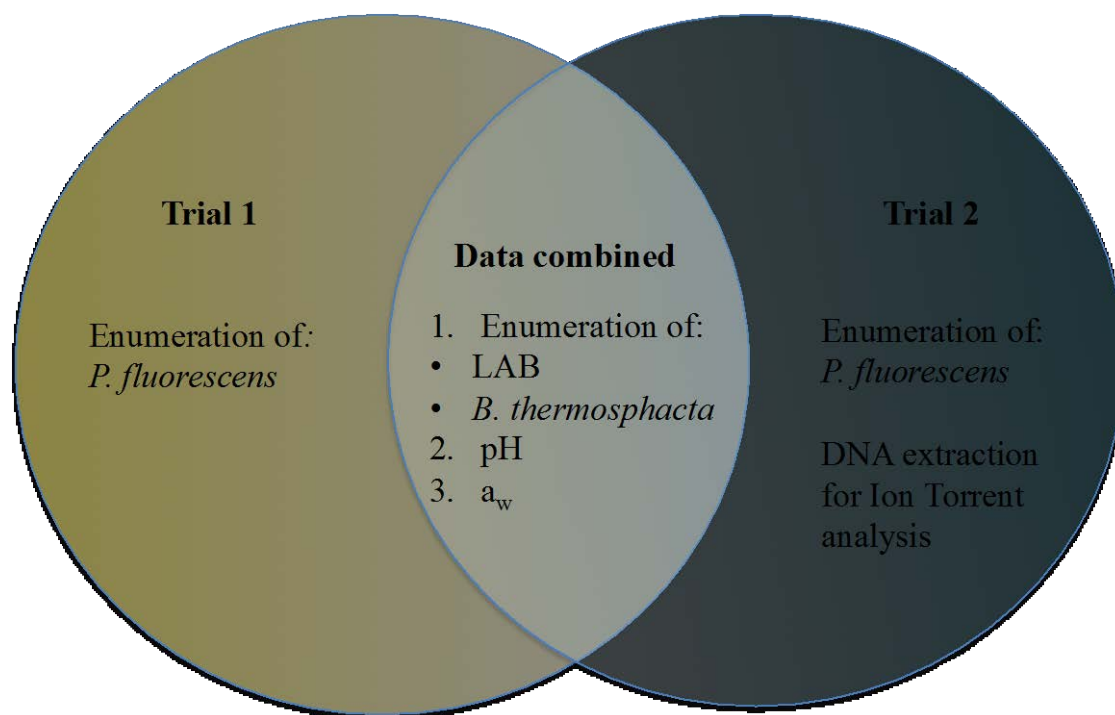 Trial 1
Enumeration of:
P. fluorescens
Data combined
1. Enumeration of:
• LAB
• B. thermosphacta
2. pH
3. aw
Trial 2
Enumeration of:
P. fluorescens
DNA extraction
for Ion Torrent
analysis